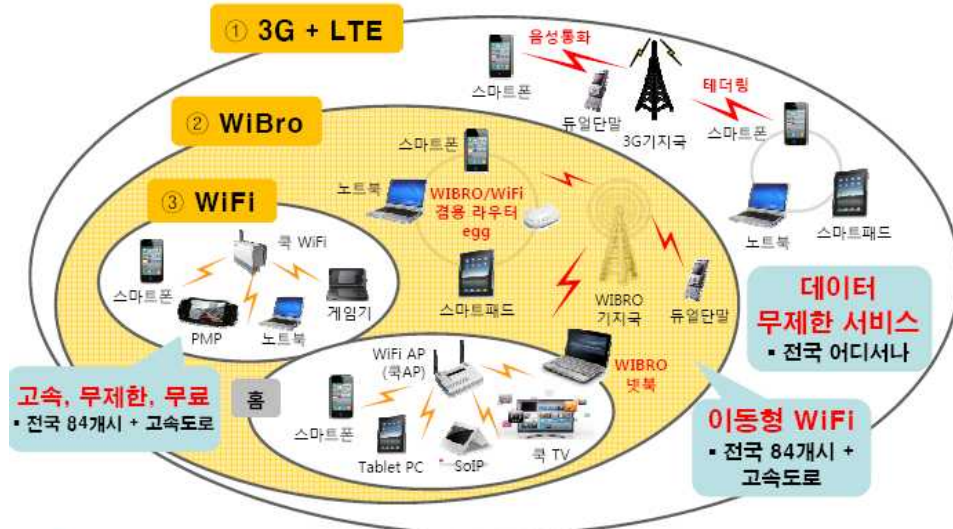 ① 3G + LTE
음성통화
스마트폰
듀얼단말
3G기지국
테더링
스마트폰
노트북
스마트패드
② WiBro
스마트폰
노트북
WIBRO/WiFi
겸용 라우터
egg
스마트패드
WIBRO
기지국
듀얼단말
③ WiFi
쿡 WiFi
스마트폰
PMP
노트북
게임기
데이터
무제한 서비스
▪ 전국 어디서나
고속, 무제한, 무료
▪ 전국 84개시 + 고속도로
홈
WiFi AP
(쿡AP)
스마트폰
Tablet PC
SoIP
쿡 TV
WIBRO
넷북
이동형 WiFi
▪ 전국 84개시 +
고속도로